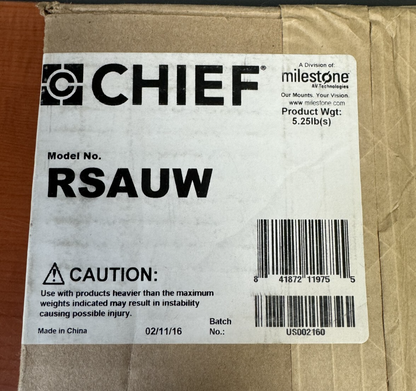 CHIEF®
A Division of
milestone
AV Technologies
Our Mounts. Your Vision.
www.milestone.com
Product Wgt:
5.25lb(s)
Model No.
RSAUW
8 41872 11975 5
CAUTION:
Use with products heavier than the maximum
weights indicated may result in instability
causing possible injury.
Made in China 02/11/16 Batch No.: US002160